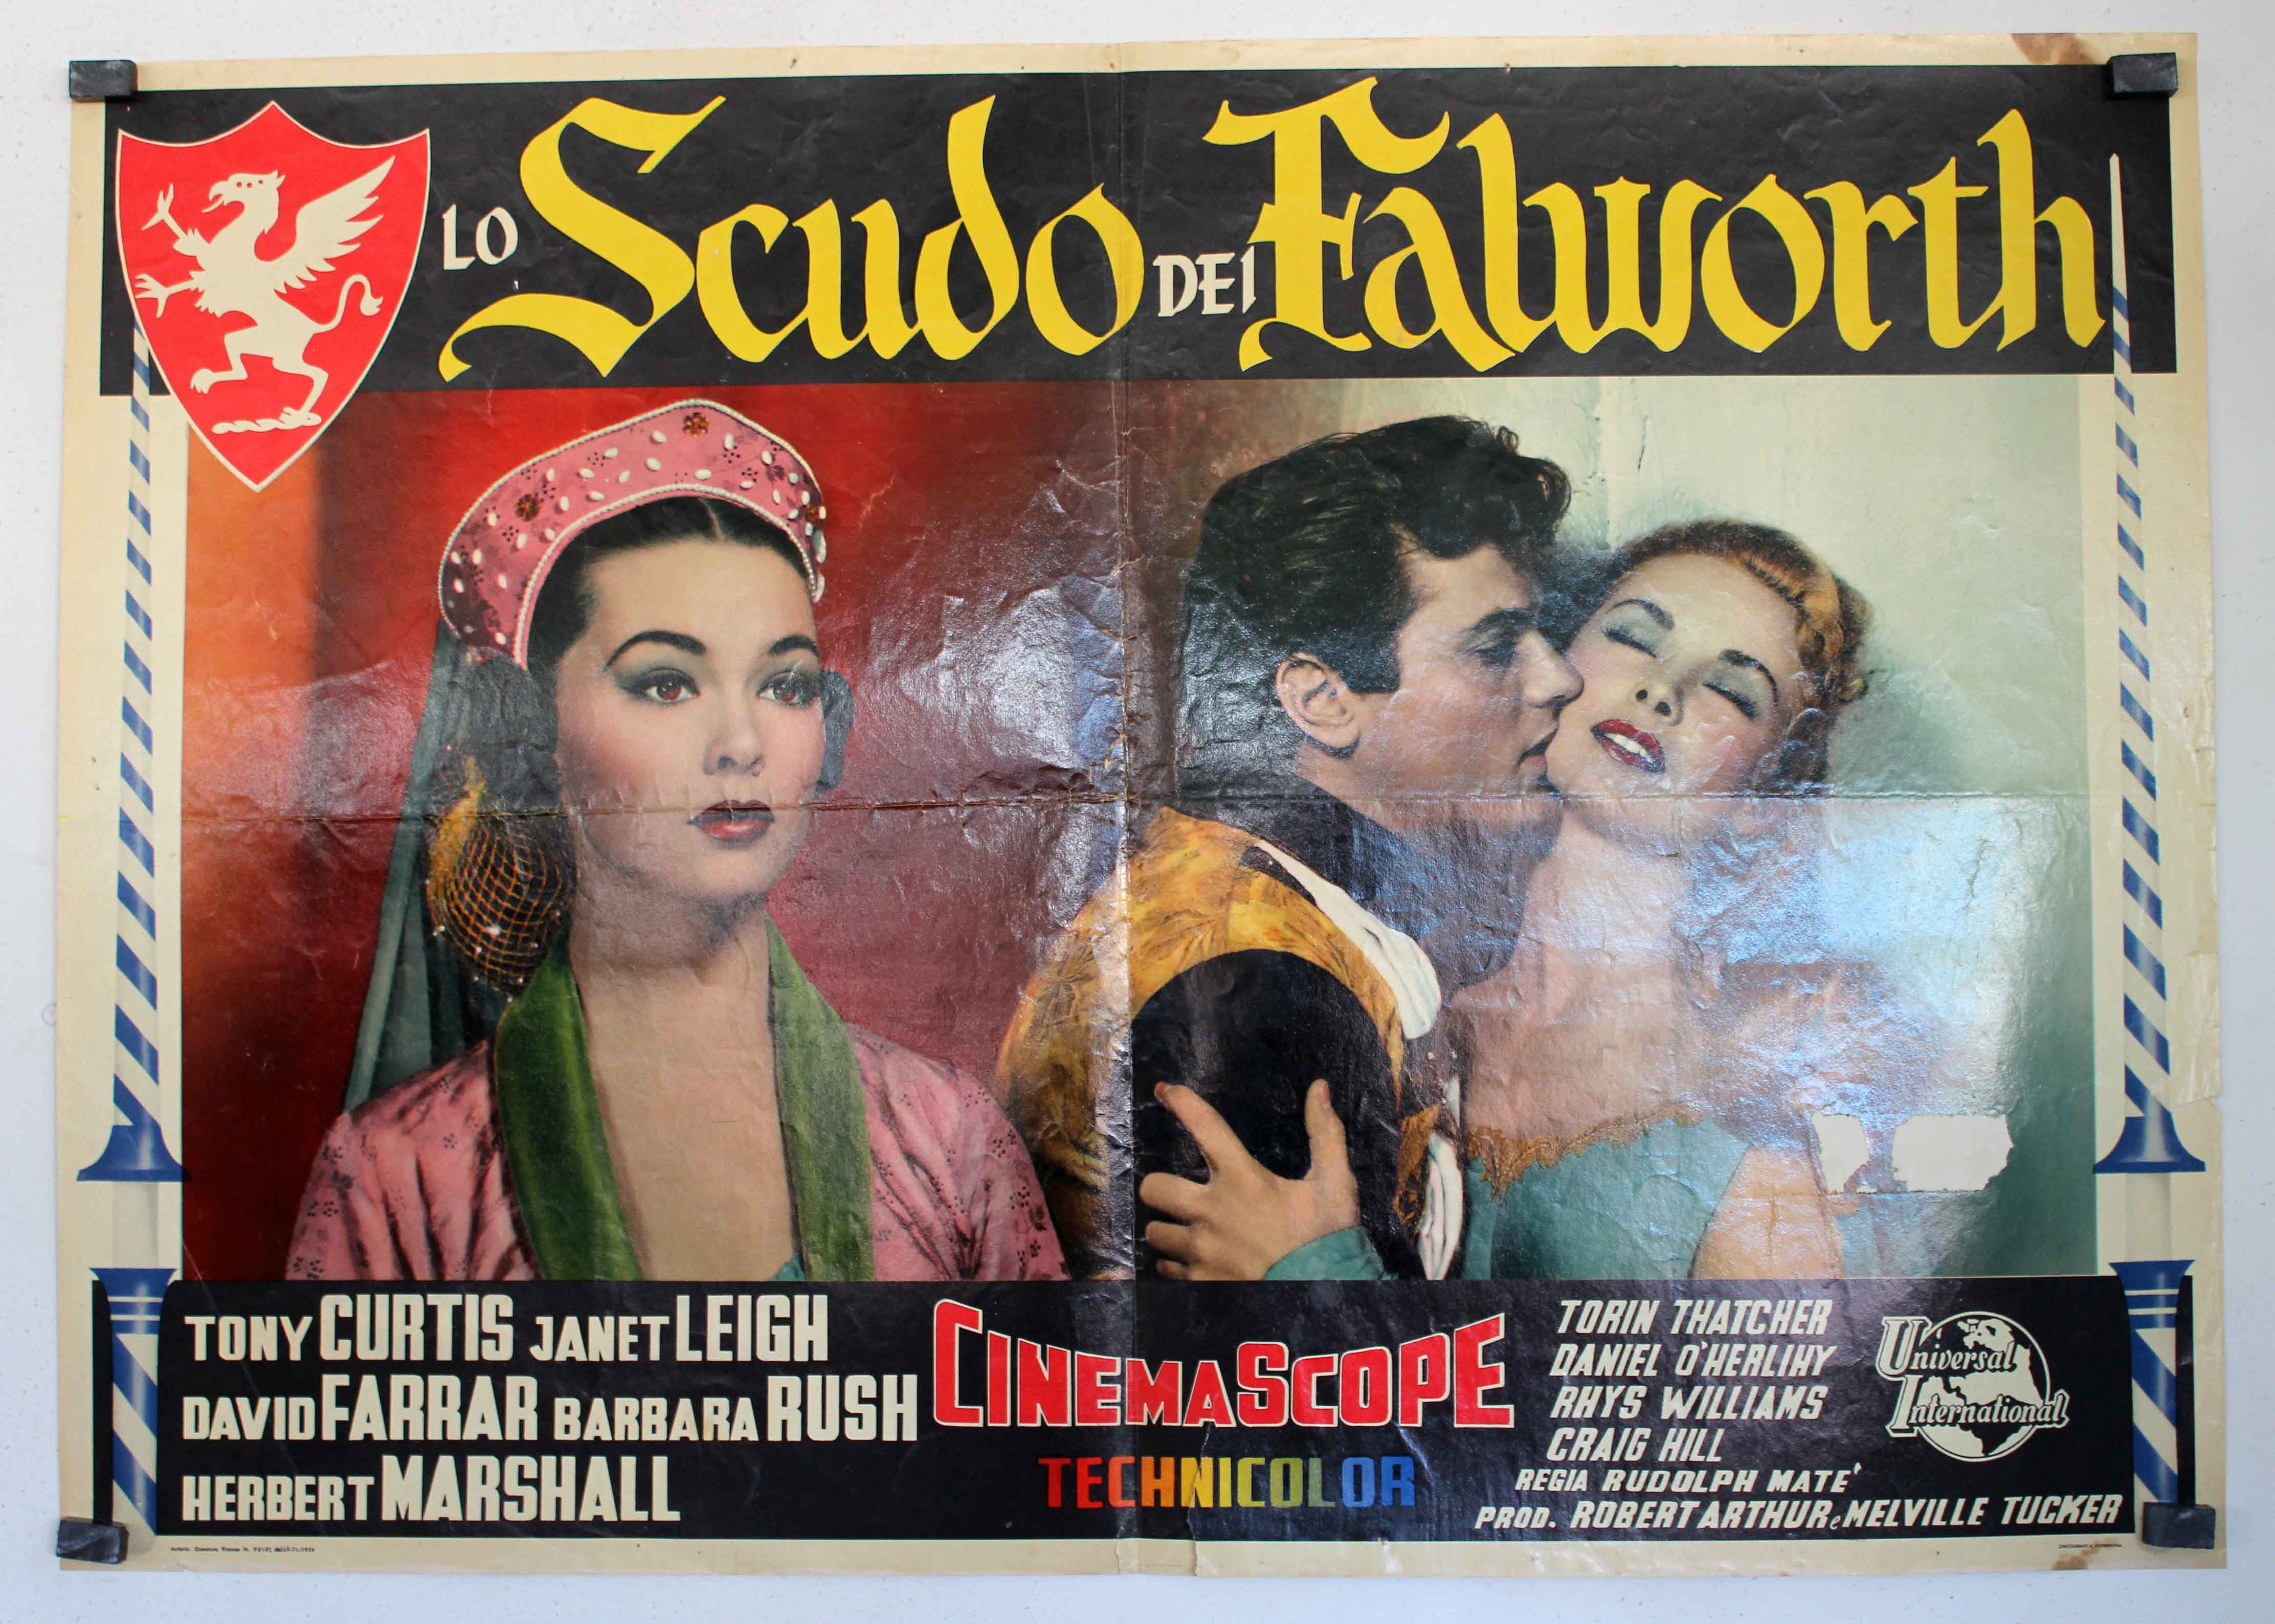 LO Scudo DEI Falworth
TONY CURTIS JANET LEIGH
DAVID FARRAR BARBARA RUSH
HERBERT MARSHALL
CINEMASCOPE
TECHNICOLOR
TORIN THATCHER
DANIEL O'HERLIHY
RHYS WILLIAMS
CRAIG HILL
REGIA RUDOLPH MATE'
PROD. ROBERT ARTHUR e MELVILLE TUCKER
Universal
International